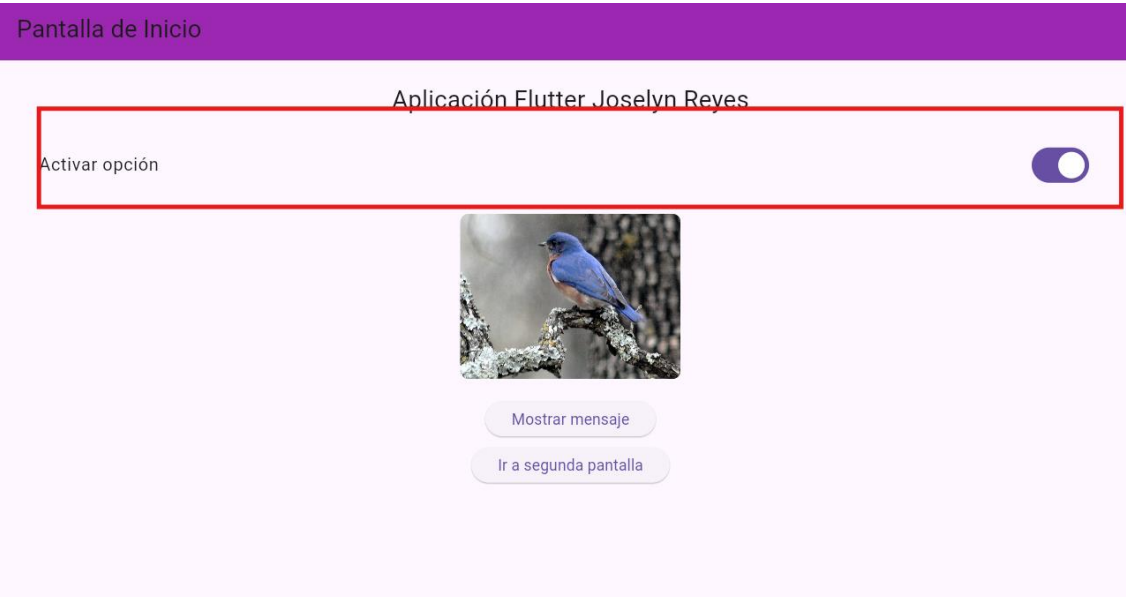 Pantalla de Inicio
Aplicación Flutter Joselyn Reyes
Activar opción
Mostrar mensaje
Ir a segunda pantalla